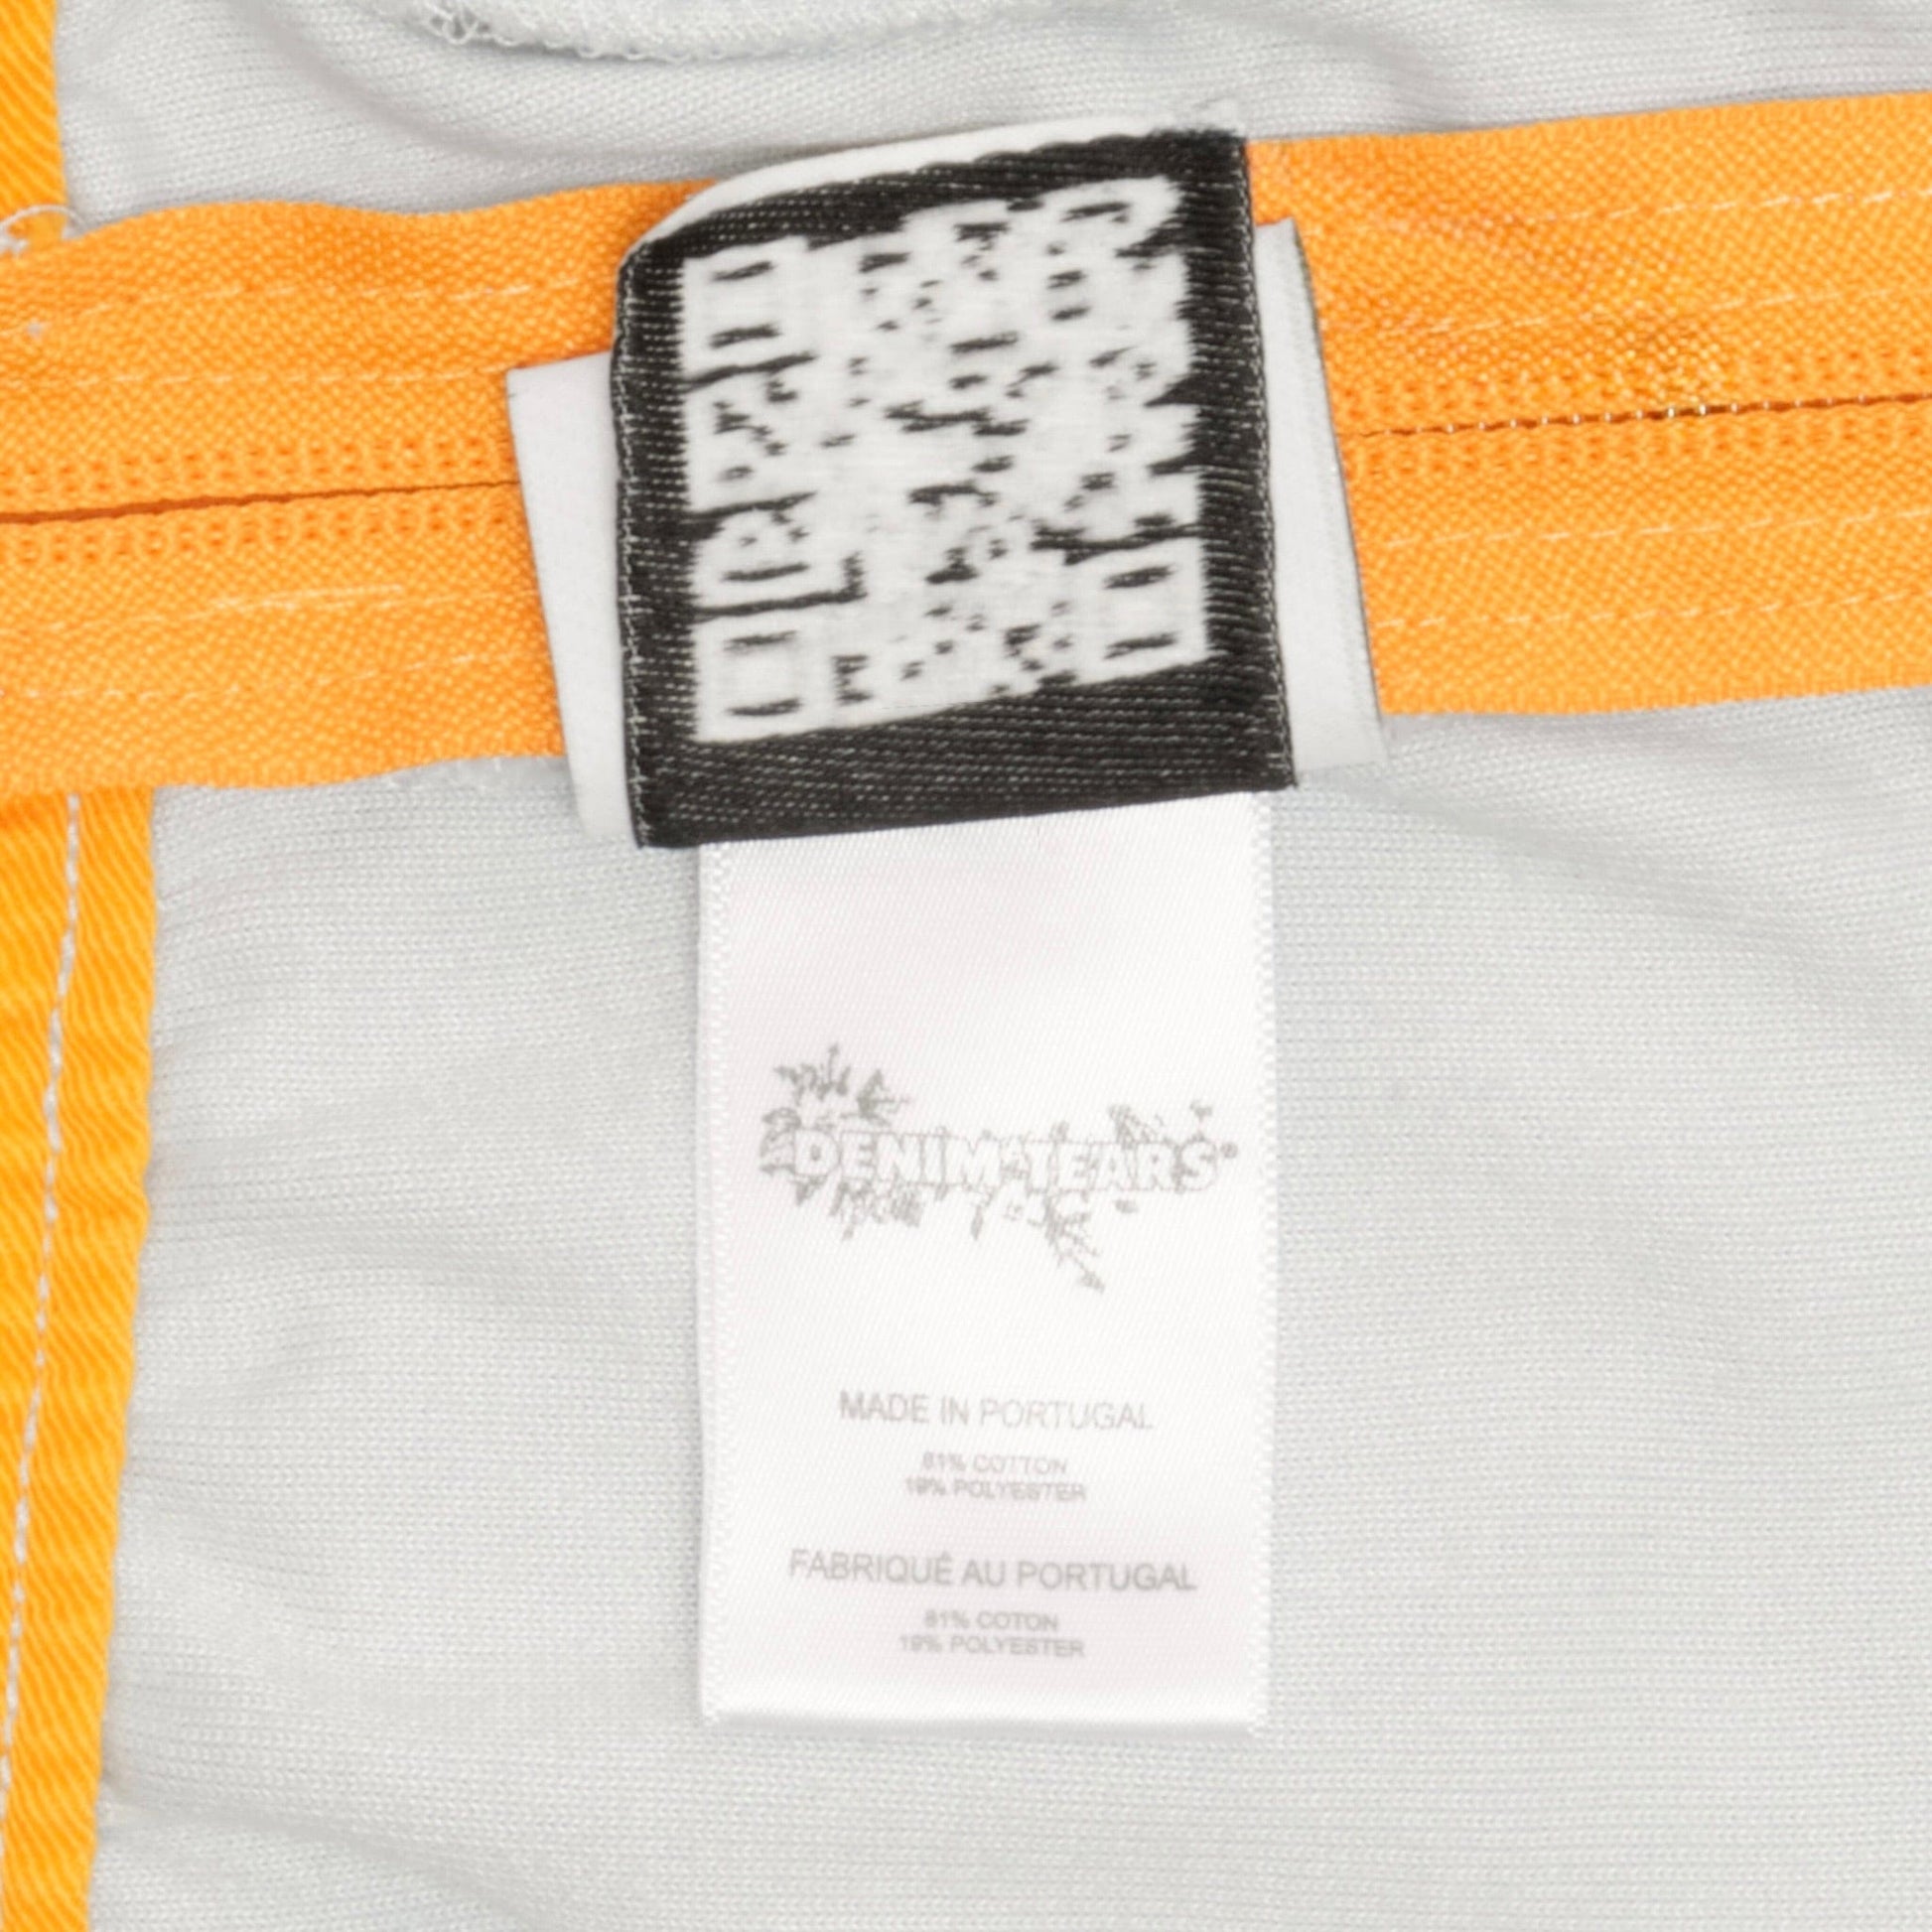 DENIM TEARS
MADE IN PORTUGAL
81% COTTON
19% POLYESTER
FABRIQUÉ AU PORTUGAL
81% COTON
19% POLYESTER